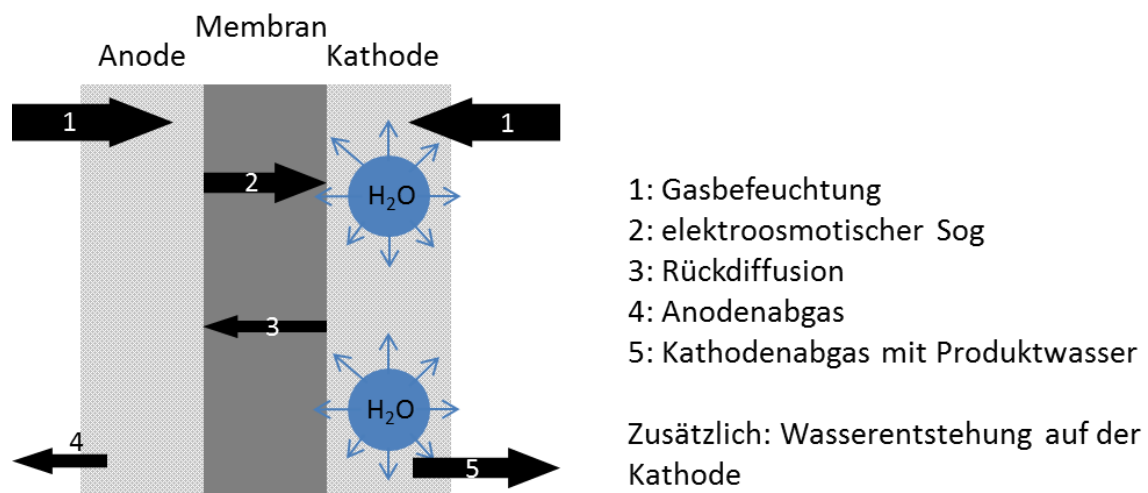 Membran
Anode
Kathode
1
1
2
H₂O
3
H₂O
4
5
1: Gasbefeuchtung
2: elektroosmotischer Sog
3: Rückdiffusion
4: Anodenabgas
5: Kathodenabgas mit Produktwasser
Zusätzlich: Wasserentstehung auf der
Kathode